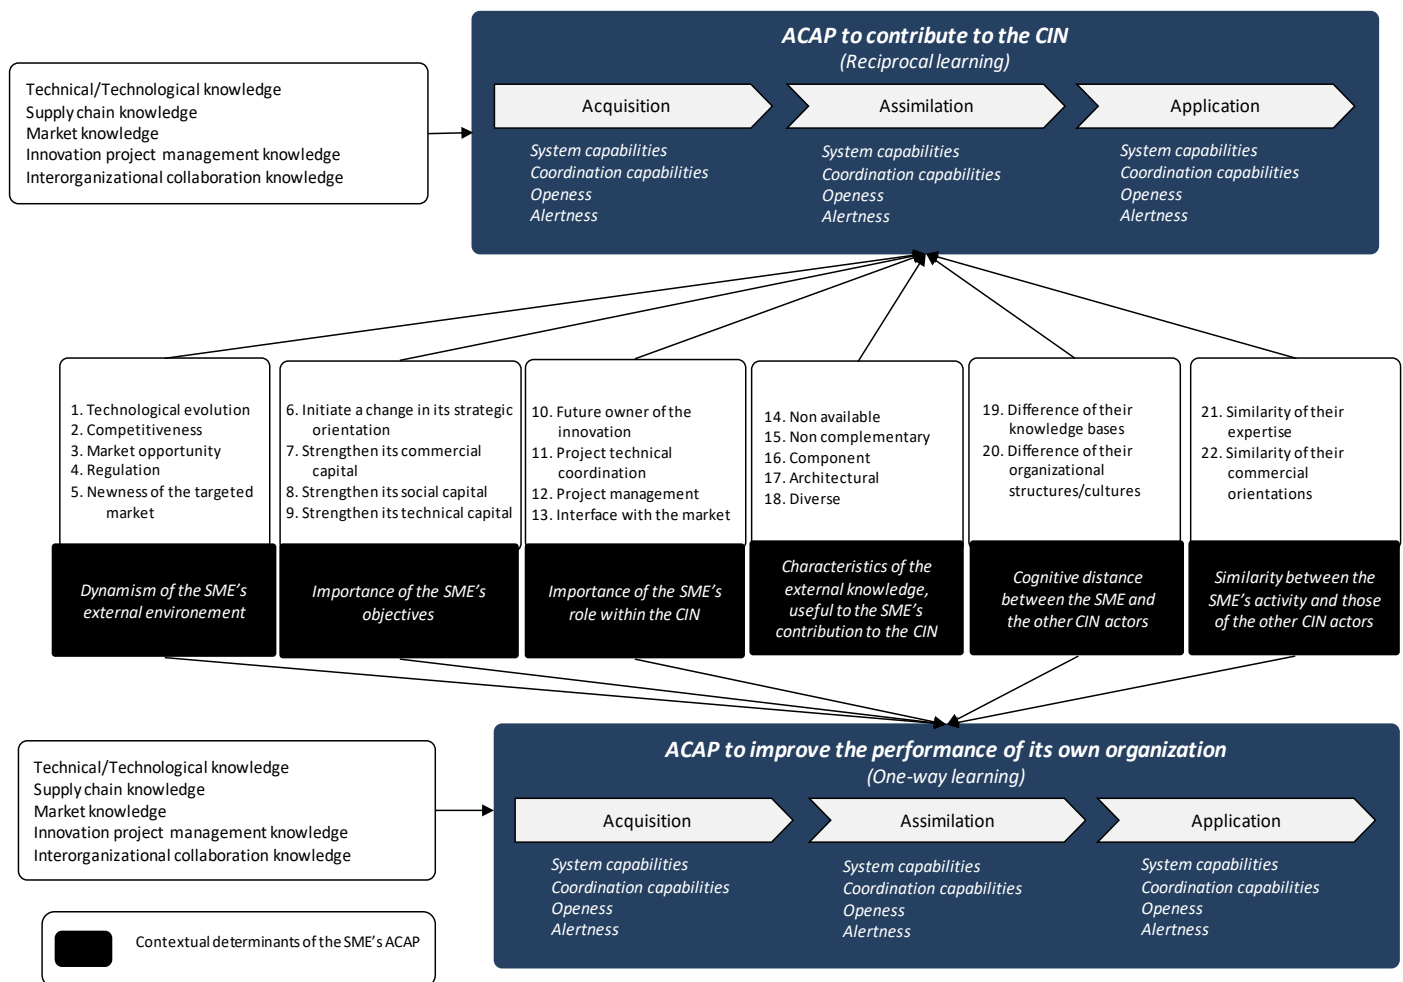 ACAP to contribute to the CIN
(Reciprocal learning)
Technical/Technological knowledge
Supply chain knowledge
Market knowledge
Innovation project management knowledge
Interorganizational collaboration knowledge
Acquisition
Assimilation
Application
System capabilities
Coordination capabilities
Openess
Alertness
System capabilities
Coordination capabilities
Openess
Alertness
System capabilities
Coordination capabilities
Openess
Alertness
1. Technological evolution
2. Competitiveness
3. Market opportunity
4. Regulation
5. Newness of the targeted
market
Dynamism of the SME's
external environement
6. Initiate a change in its strategic
orientation
7. Strengthen its commercial
capital
8. Strengthen its social capital
9. Strengthen its technical capital
Importance of the SME's
objectives
10. Future owner of the
innovation
11. Project technical
coordination
12. Project management
13. Interface with the market
Importance of the SME's
role within the CIN
14. Non available
15. Non complementary
16. Component
17. Architectural
18. Diverse
Characteristics of the
external knowledge,
useful to the SME's
contribution to the CIN
19. Difference of their
knowledge bases
20. Difference of their
organizational
structures/cultures
Cognitive distance
between the SME and
the other CIN actors
21. Similarity of their
expertise
22. Similarity of their
commercial
orientations
Similarity between the
SME's activity and those
of the other CIN actors
ACAP to improve the performance of its own organization
(One-way learning)
Technical/Technological knowledge
Supply chain knowledge
Market knowledge
Innovation project management knowledge
Interorganizational collaboration knowledge
Acquisition
Assimilation
Application
System capabilities
Coordination capabilities
Openess
Alertness
System capabilities
Coordination capabilities
Openess
Alertness
System capabilities
Coordination capabilities
Openess
Alertness
Contextual determinants of the SME's ACAP